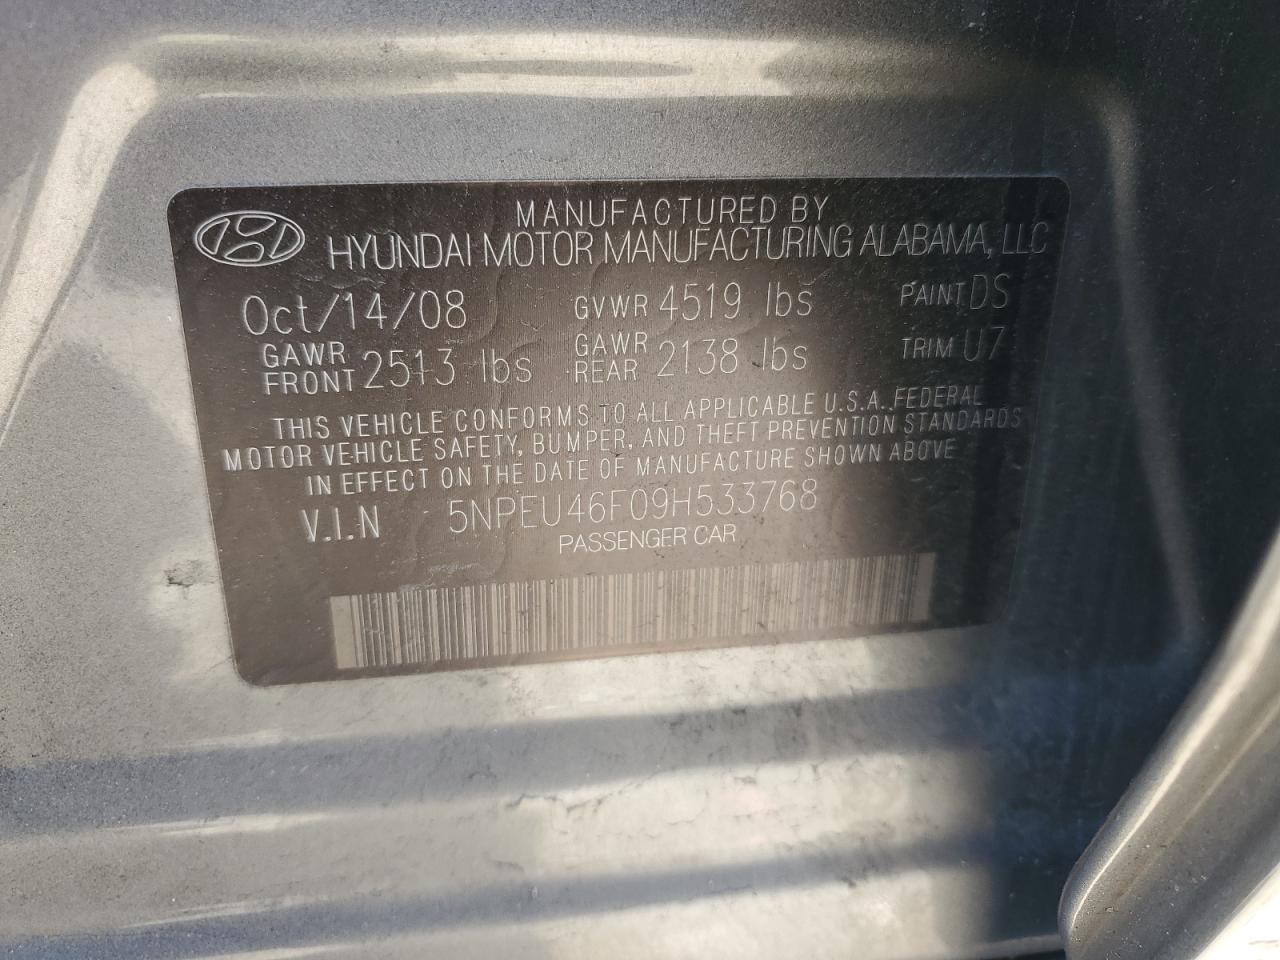 MANUFACTURED BY
HYUNDAI MOTOR MANUFACTURING ALABAMA, LLC
Oct/14/08 GVWR 4519 lbs PAINT DS
GAWR FRONT 2513 lbs GAWR REAR 2138 lbs TRIM U7
THIS VEHICLE CONFORMS TO ALL APPLICABLE U.S.A. FEDERAL
MOTOR VEHICLE SAFETY, BUMPER, AND THEFT PREVENTION STANDARDS
IN EFFECT ON THE DATE OF MANUFACTURE SHOWN ABOVE
V.I.N 5NPEU46F09H533768
PASSENGER CAR